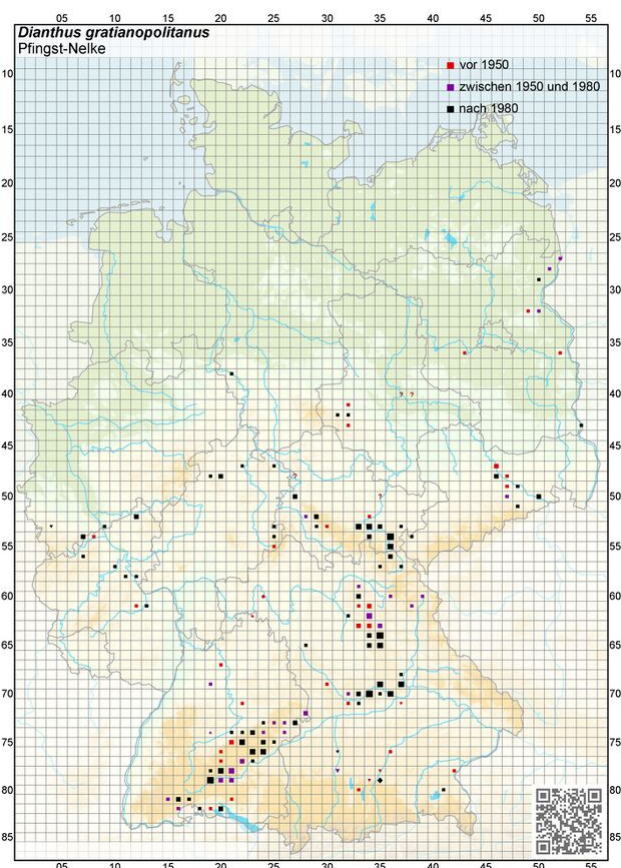 05 10 15 20 25 30 35 40 45 50 55
Dianthus gratianopolitanus
Pfingst-Nelke
vor 1950
10 10
zwischen 1950 und 1980
nach 1980
15 15
20 20
25 25
30 30
35 35
40 ? ? 40
45 45
?
50 ? 50
55 55
60 60
65 65
70 70
75 75
80 80
85 85
05 10 15 20 25 30 35 40 45 50 55